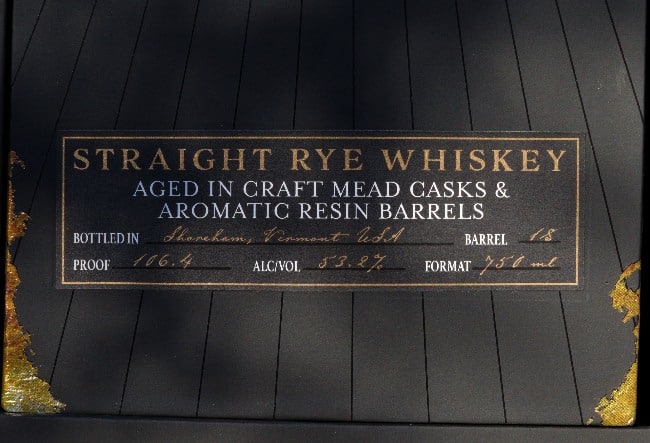 STRAIGHT RYE WHISKEY
AGED IN CRAFT MEAD CASKS &
AROMATIC RESIN BARRELS
BOTTLED IN Shoreham, Vermont USA BARREL 18
PROOF 106.4 ALC/VOL 53.2% FORMAT 750 ml